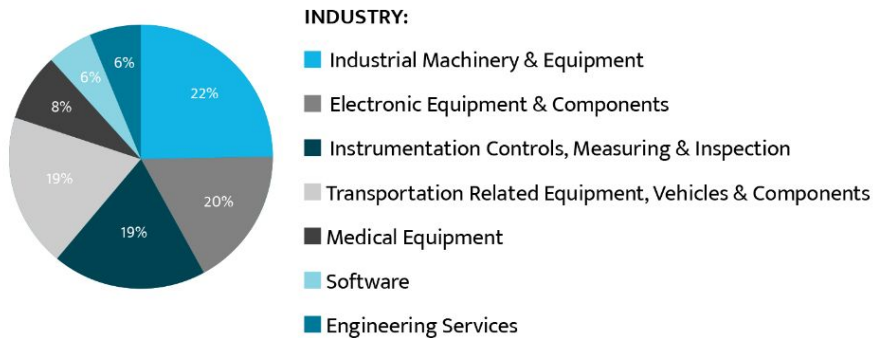 INDUSTRY:
Industrial Machinery & Equipment
Electronic Equipment & Components
Instrumentation Controls, Measuring & Inspection
Transportation Related Equipment, Vehicles & Components
Medical Equipment
Software
Engineering Services
6%
6%
22%
8%
19%
20%
19%